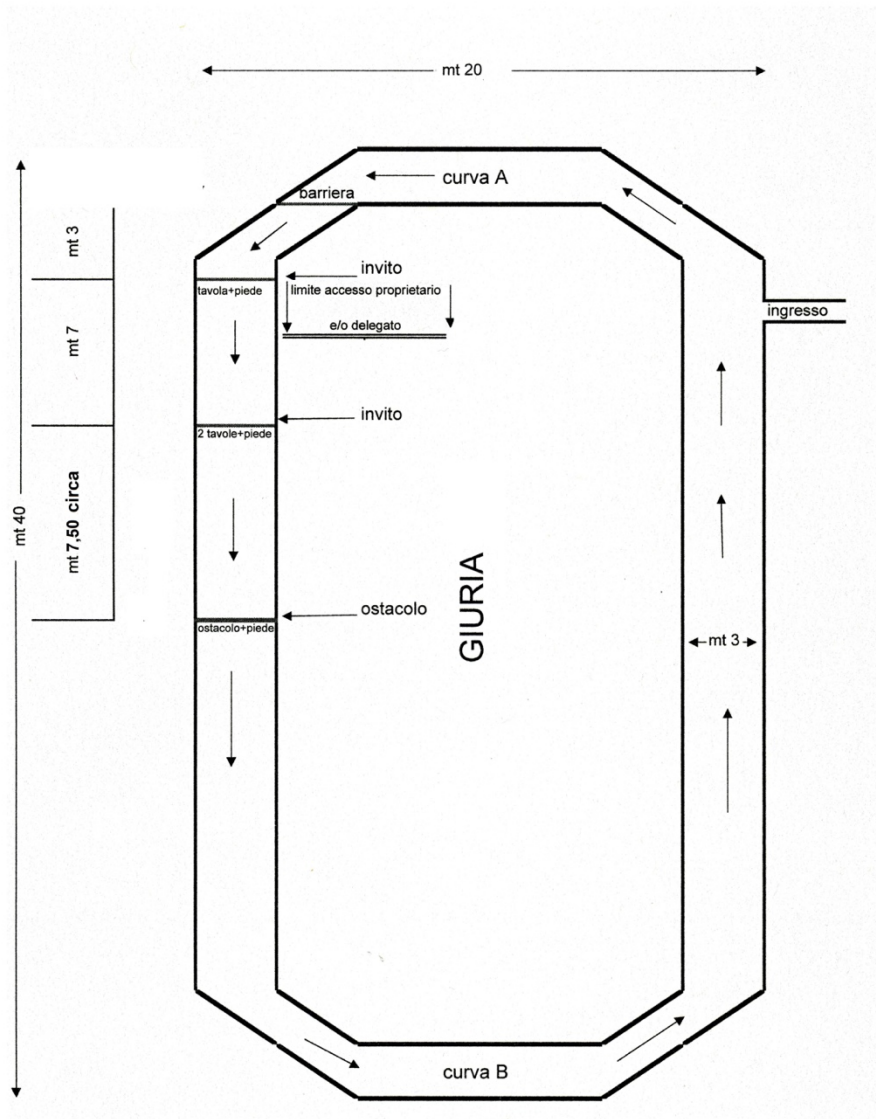 mt 20
curva A
barriera
mt 3
invito
tavola+piede
limite accesso proprietario
ingresso
e/o delegato
mt 7
invito
2 tavole+piede
mt 40
mt 7,50 circa
ostacolo
ostacolo+piede
GIURIA
mt 3
curva B